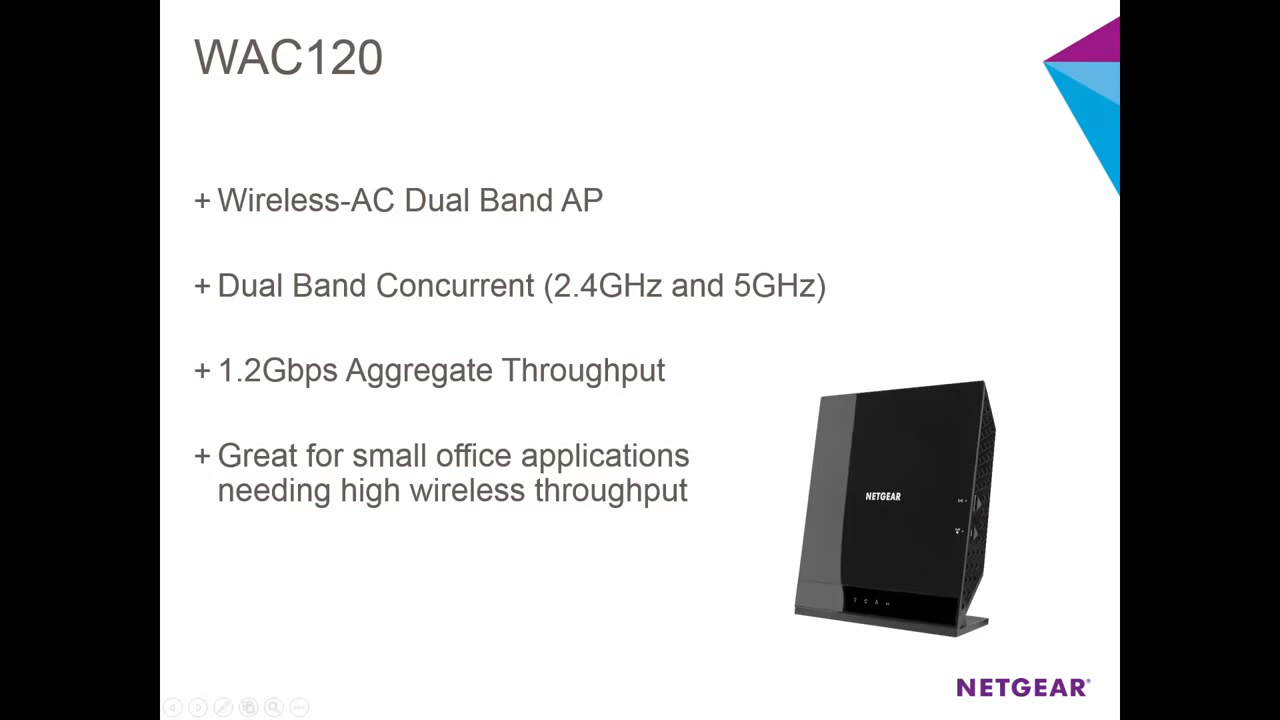 WAC120
+ Wireless-AC Dual Band AP
+ Dual Band Concurrent (2.4GHz and 5GHz)
+ 1.2Gbps Aggregate Throughput
+ Great for small office applications
needing high wireless throughput
NETGEAR
NETGEAR®